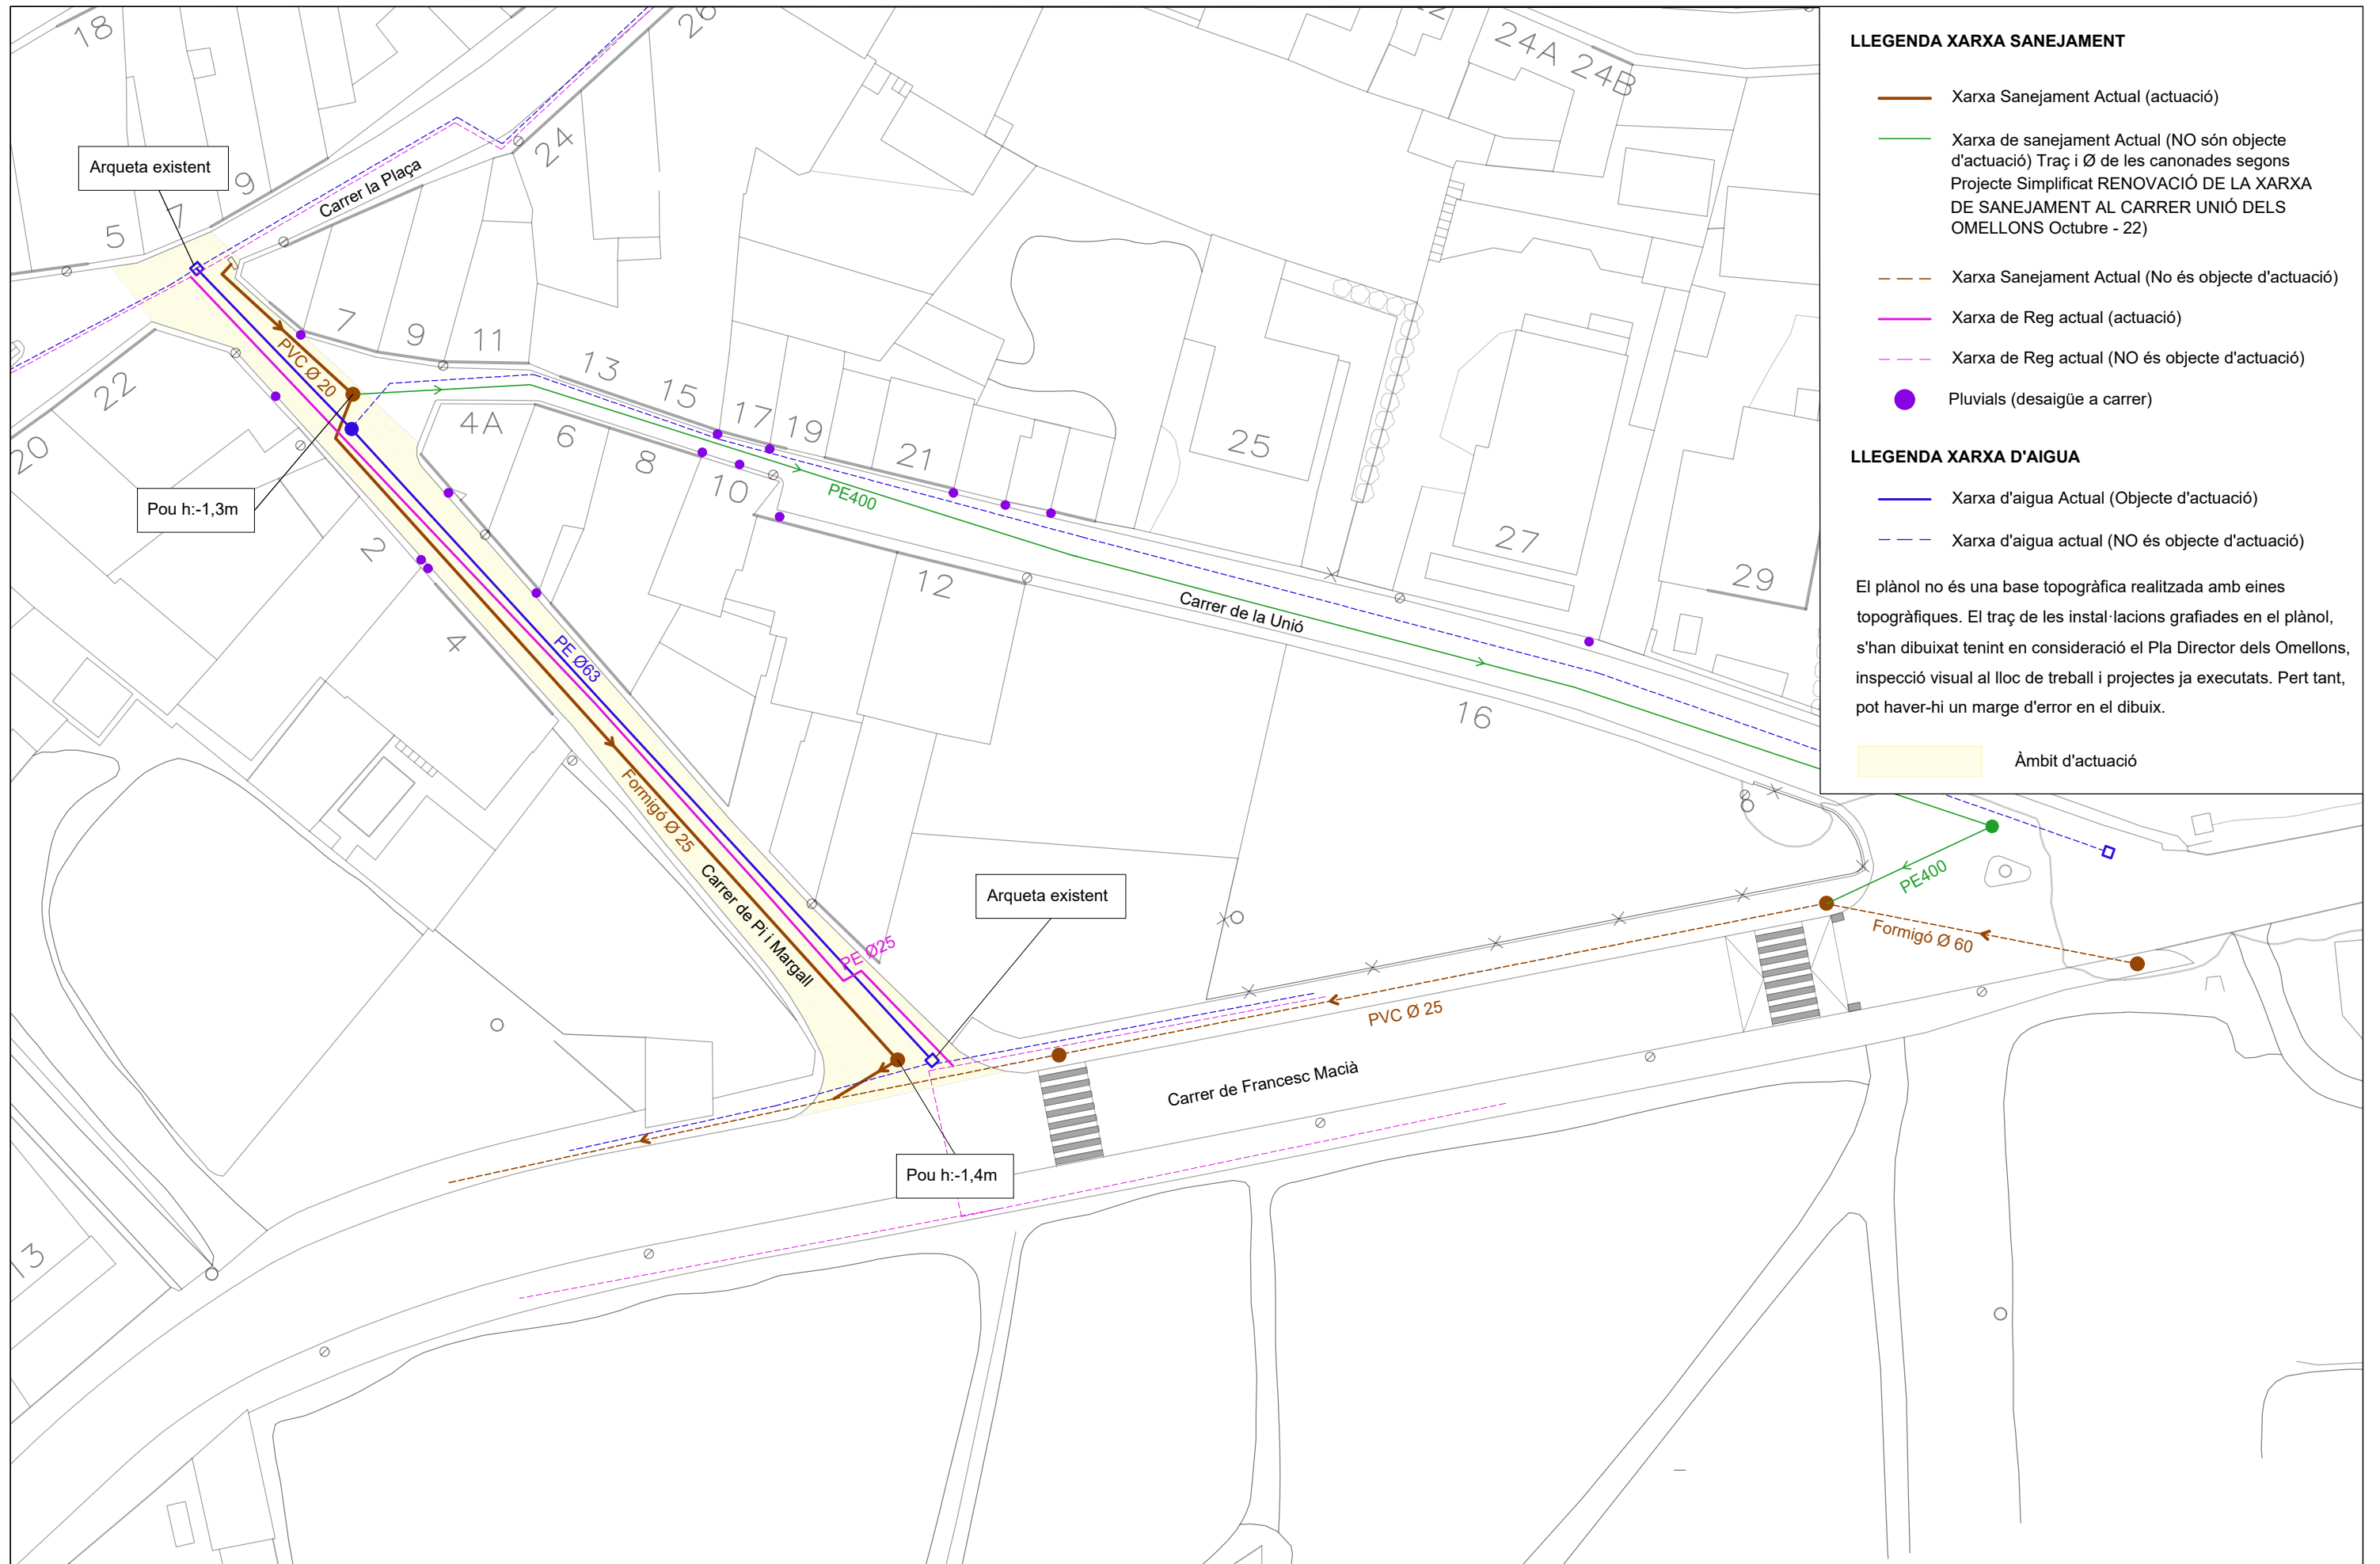 18
26
24A
24B
Arqueta existent
9
7
5
Carrer la Plaça
24
7
9
11
13
15
17
19
21
25
27
29
22
20
PVC Ø 20
4A
6
8
10
12
16
PE400
Carrer de la Unió
Pou h:-1,3m
2
4
PE Ø63
Formigó Ø 25
Carrer de Pi i Margall
PE Ø25
Arqueta existent
PE400
Formigó Ø 60
PVC Ø 25
Carrer de Francesc Macià
Pou h:-1,4m
13
LLEGENDA XARXA SANEJAMENT
Xarxa Sanejament Actual (actuació)
Xarxa de sanejament Actual (NO són objecte
d'actuació) Traç i Ø de les canonades segons
Projecte Simplificat RENOVACIÓ DE LA XARXA
DE SANEJAMENT AL CARRER UNIÓ DELS
OMELLONS Octubre - 22)
Xarxa Sanejament Actual (No és objecte d'actuació)
Xarxa de Reg actual (actuació)
Xarxa de Reg actual (NO és objecte d'actuació)
Pluvials (desaigüe a carrer)
LLEGENDA XARXA D'AIGUA
Xarxa d'aigua Actual (Objecte d'actuació)
Xarxa d'aigua actual (NO és objecte d'actuació)
El plànol no és una base topogràfica realitzada amb eines
topogràfiques. El traç de les instal·lacions grafiades en el plànol,
s'han dibuixat tenint en consideració el Pla Director dels Omellons,
inspecció visual al lloc de treball i projectes ja executats. Pert tant,
pot haver-hi un marge d'error en el dibuix.
Àmbit d'actuació